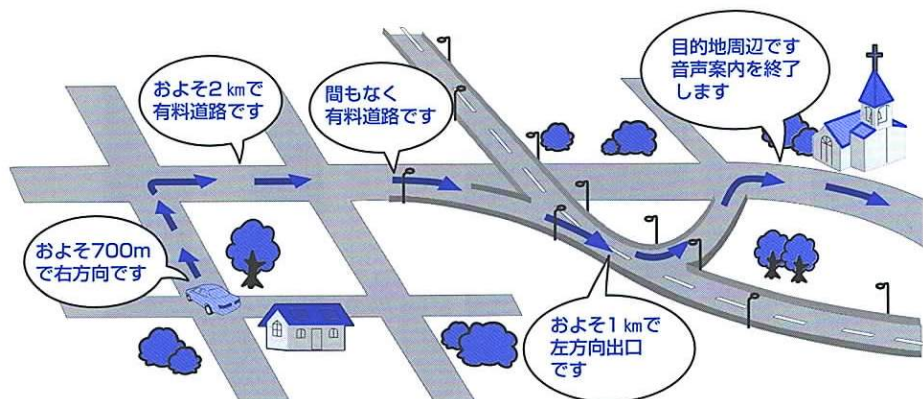 およそ700m
で右方向です
およそ2kmで
有料道路です
間もなく
有料道路です
およそ1kmで
左方向出口
です
目的地周辺です
音声案内を終了
します